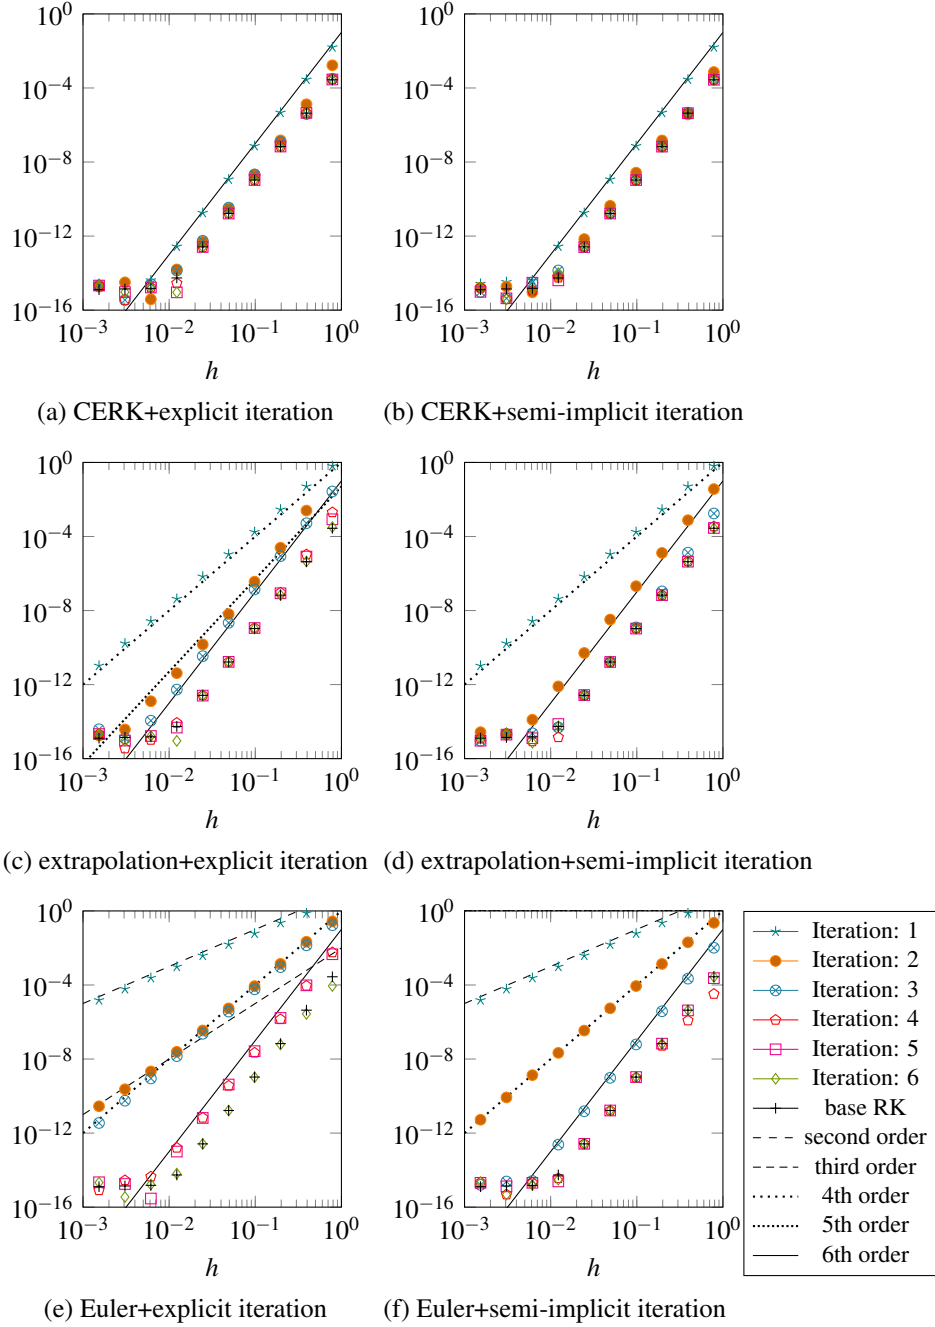 10^0
10^−4
10^−8
10^−12
10^−16
10^−3 10^−2 10^−1 10^0
h
(a) CERK+explicit iteration
10^0
10^−4
10^−8
10^−12
10^−16
10^−3 10^−2 10^−1 10^0
h
(b) CERK+semi-implicit iteration
10^0
10^−4
10^−8
10^−12
10^−16
10^−3 10^−2 10^−1 10^0
h
(c) extrapolation+explicit iteration
10^0
10^−4
10^−8
10^−12
10^−16
10^−3 10^−2 10^−1 10^0
h
(d) extrapolation+semi-implicit iteration
10^0
10^−4
10^−8
10^−12
10^−16
10^−3 10^−2 10^−1 10^0
h
(e) Euler+explicit iteration
10^0
10^−4
10^−8
10^−12
10^−16
10^−3 10^−2 10^−1 10^0
h
(f) Euler+semi-implicit iteration
Iteration: 1
Iteration: 2
Iteration: 3
Iteration: 4
Iteration: 5
Iteration: 6
base RK
second order
third order
4th order
5th order
6th order